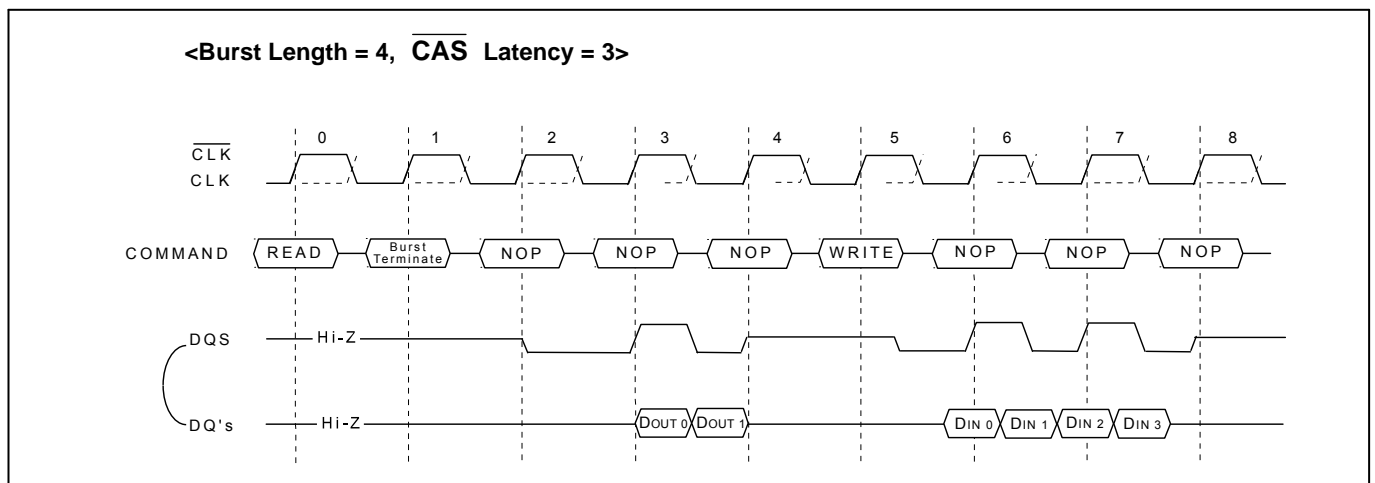 <Burst Length = 4, CAS Latency = 3>
0 1 2 3 4 5 6 7 8
CLK
CLK
COMMAND READ Burst Terminate NOP NOP NOP WRITE NOP NOP NOP
DQS Hi-Z
DQ's Hi-Z DOUT 0 DOUT 1 DIN 0 DIN 1 DIN 2 DIN 3